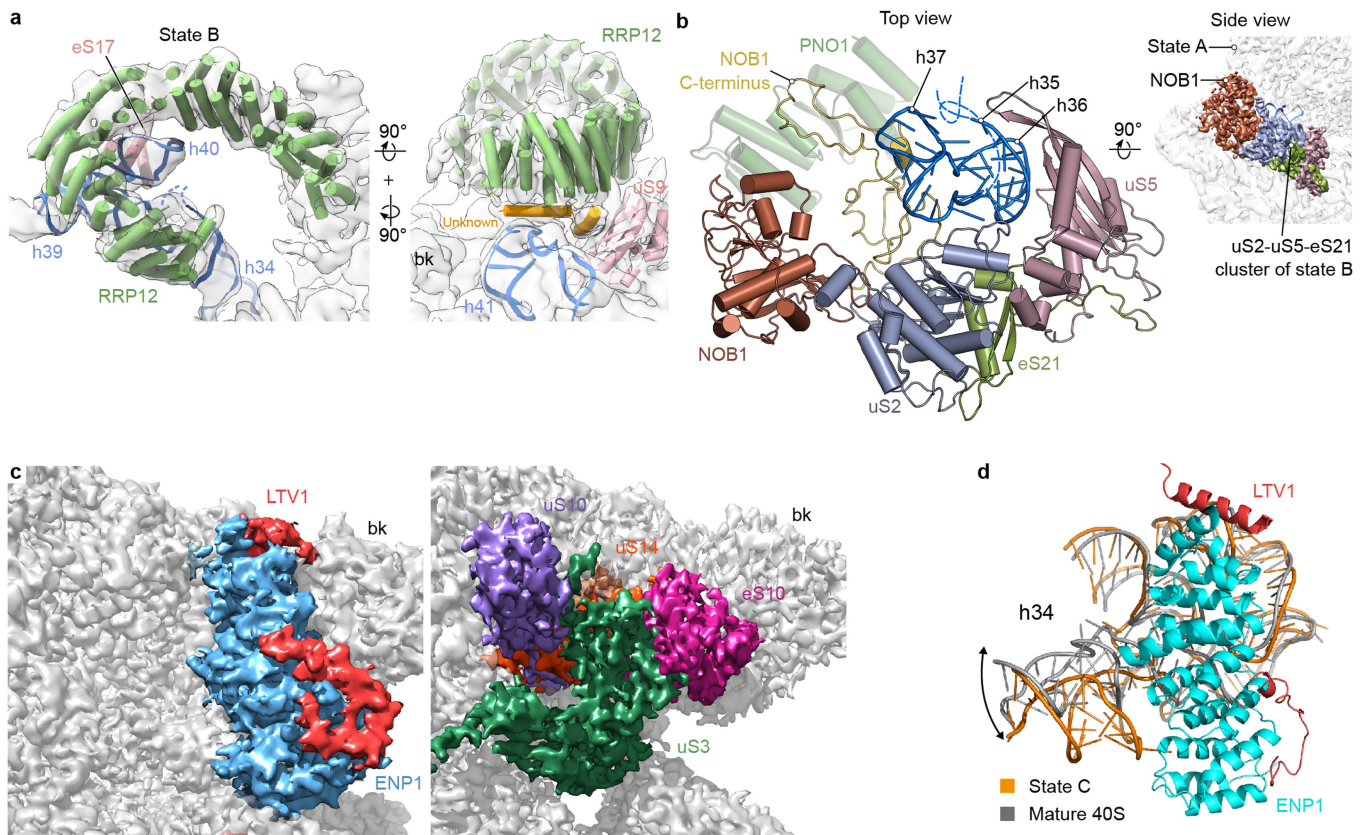 a
State B
eS17
RRP12
h40
h39
RRP12
h34
90°
+
90°
RRP12
uS9
Unknown
bk
h41
b
Top view
PNO1
NOB1
C-terminus
h37
h35
h36
uS5
NOB1
uS2
eS21
90°
Side view
State A
NOB1
uS2-uS5-eS21
cluster of state B
c
LTV1
bk
ENP1
uS10
bk
uS14
eS10
uS3
d
LTV1
h34
State C
Mature 40S
ENP1